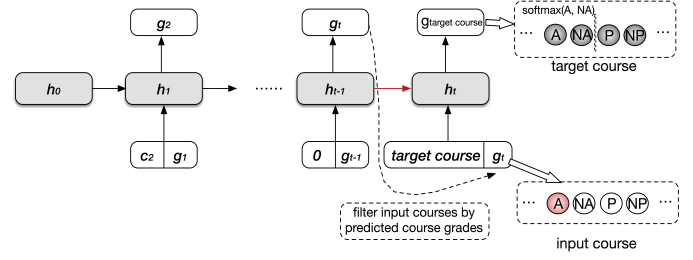 g2
gt
gtarget course
softmax(A, NA)
... A NA P NP ...
target course
h0
h1
......
ht-1
ht
c2 g1
0 gt-1
target course gt
filter input courses by
predicted course grades
... A NA P NP ...
input course